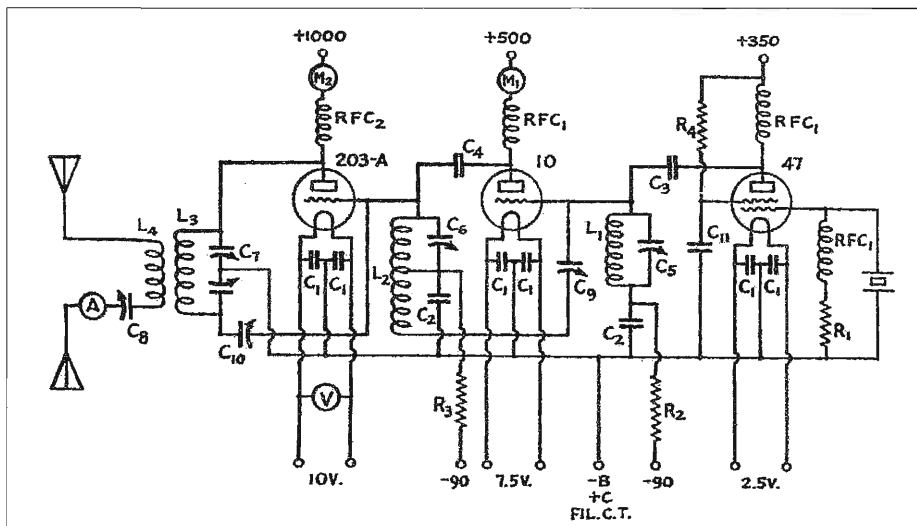 +1000
+500
+350
M2
M1
RFC2
RFC1
R4
RFC1
203-A
C4
10
C3
47
L4
L3
C7
C6
L1
C11
RFC1
A
C8
C1
C1
L2
C1
C1
C9
C5
C1
C1
C10
C2
C2
R1
V
R3
R2
10V.
-90
7.5V.
-B
+C
FIL. C.T.
-90
2.5V.